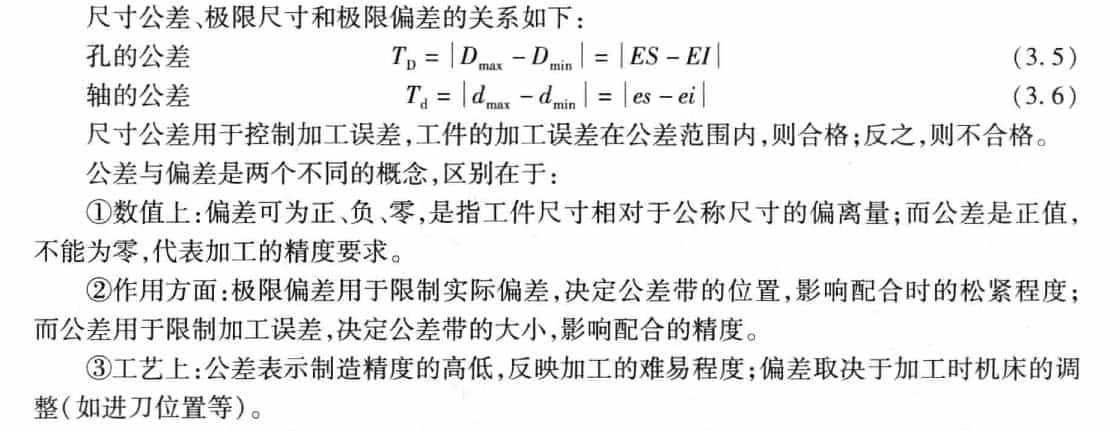 尺寸公差、极限尺寸和极限偏差的关系如下:
孔的公差 T_D = |D_max − D_min| = |ES − EI| (3.5)
轴的公差 T_d = |d_max − d_min| = |es − ei| (3.6)
尺寸公差用于控制加工误差,工件的加工误差在公差范围内,则合格;反之,则不合格。
公差与偏差是两个不同的概念,区别在于:
①数值上:偏差可为正、负、零,是指工件尺寸相对于公称尺寸的偏离量;而公差是正值,
不能为零,代表加工的精度要求。
②作用方面:极限偏差用于限制实际偏差,决定公差带的位置,影响配合时的松紧程度;
而公差用于限制加工误差,决定公差带的大小,影响配合的精度。
③工艺上:公差表示制造精度的高低,反映加工的难易程度;偏差取决于加工时机床的调
整(如进刀位置等)。